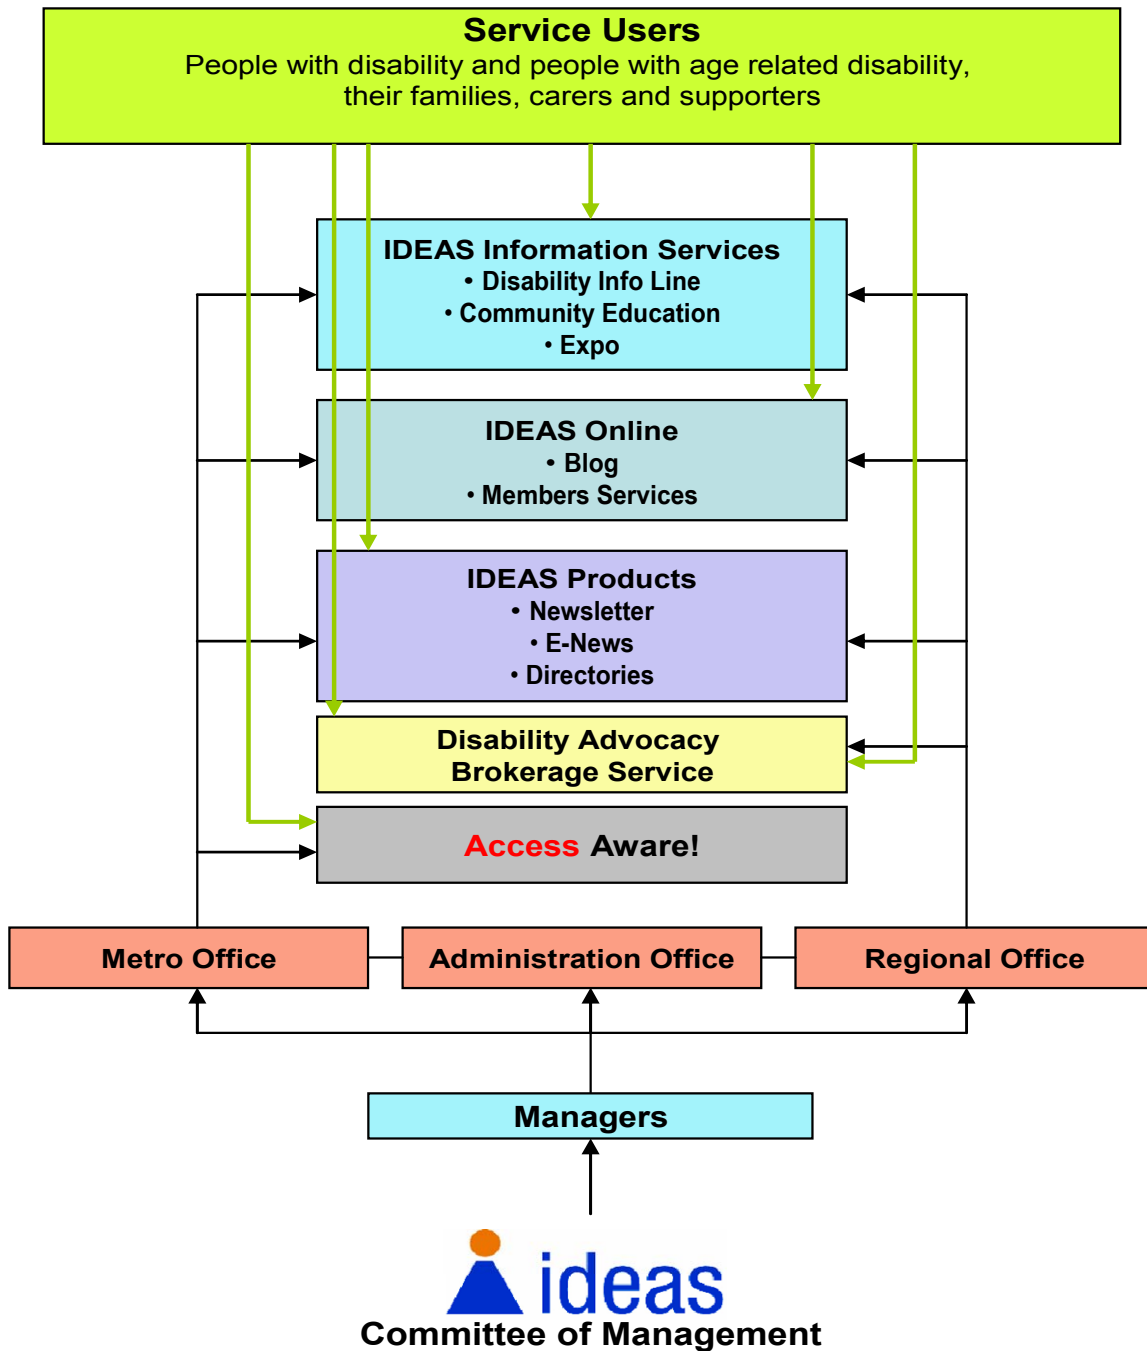 Service Users
People with disability and people with age related disability,
their families, carers and supporters
IDEAS Information Services
• Disability Info Line
• Community Education
• Expo
IDEAS Online
• Blog
• Members Services
IDEAS Products
• Newsletter
• E-News
• Directories
Disability Advocacy
Brokerage Service
Access Aware!
Metro Office
Administration Office
Regional Office
Managers
ideas
Committee of Management